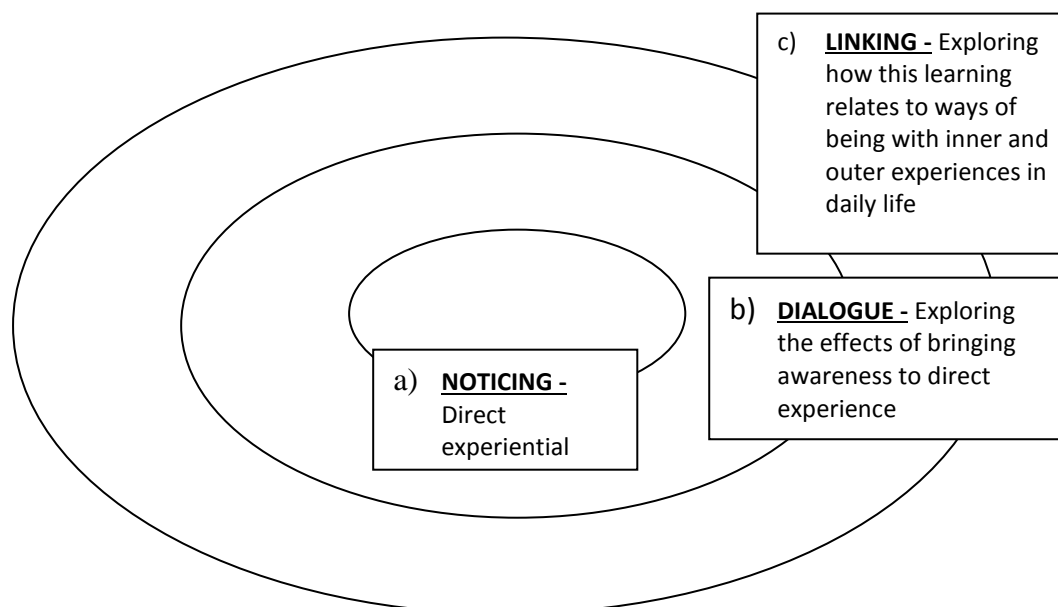 c) LINKING - Exploring
how this learning
relates to ways of
being with inner and
outer experiences in
daily life
b) DIALOGUE - Exploring
the effects of bringing
awareness to direct
experience
a) NOTICING -
Direct
experiential